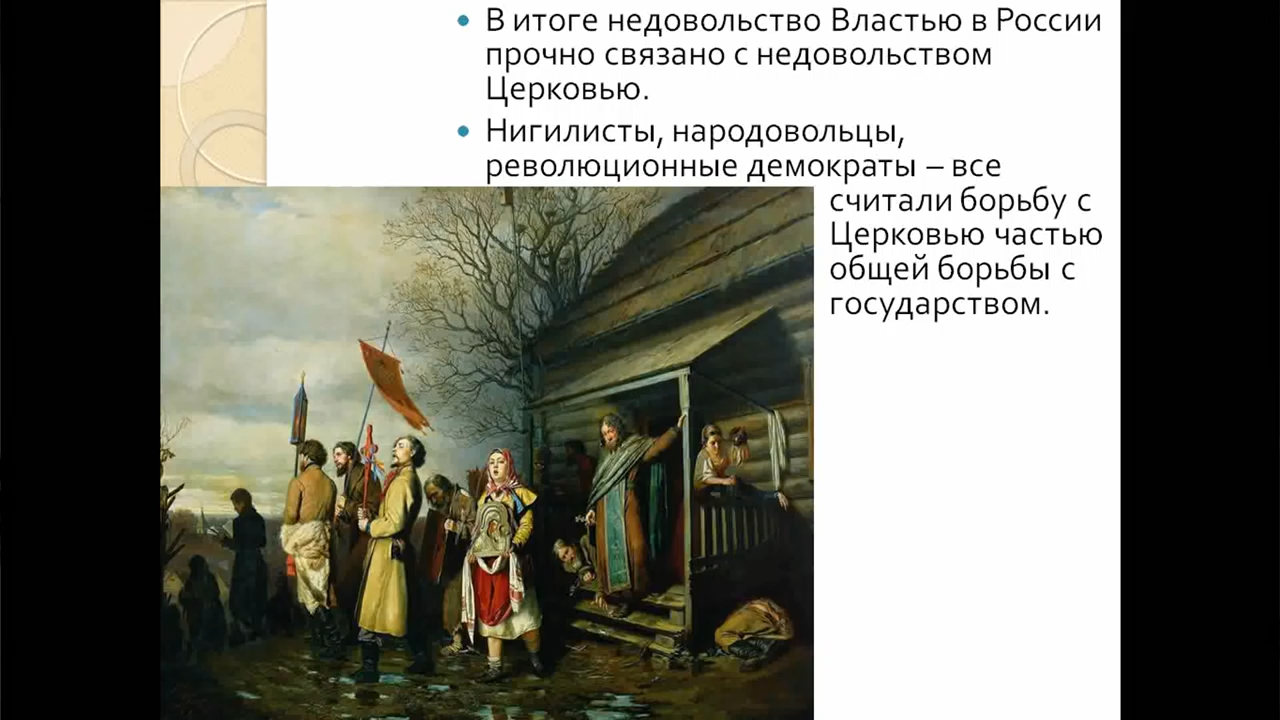 В итоге недовольство Властью в России
прочно связано с недовольством
Церковью.
Нигилисты, народовольцы,
революционные демократы – все
считали борьбу с
Церковью частью
общей борьбы с
государством.